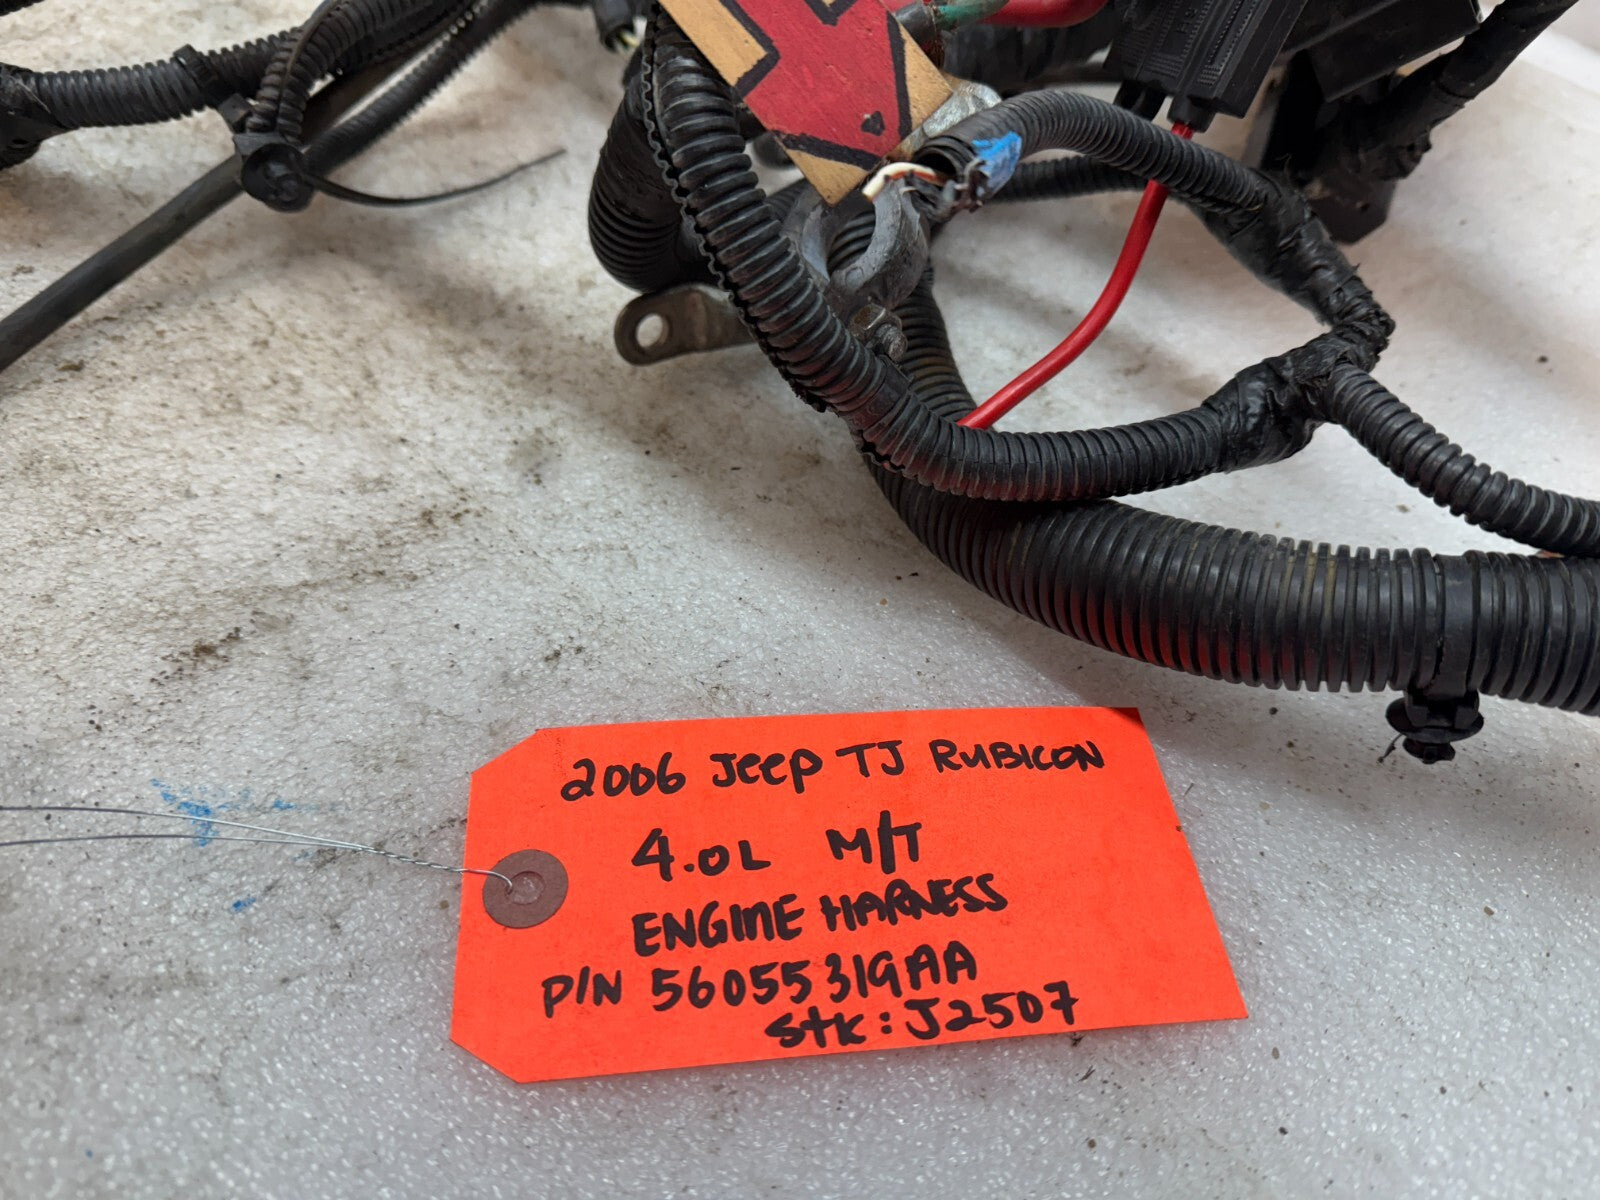 2006 Jeep TJ RUBICON
4.0L M/T
ENGINE HARNESS
P/N 56055319AA
Stk: J2507